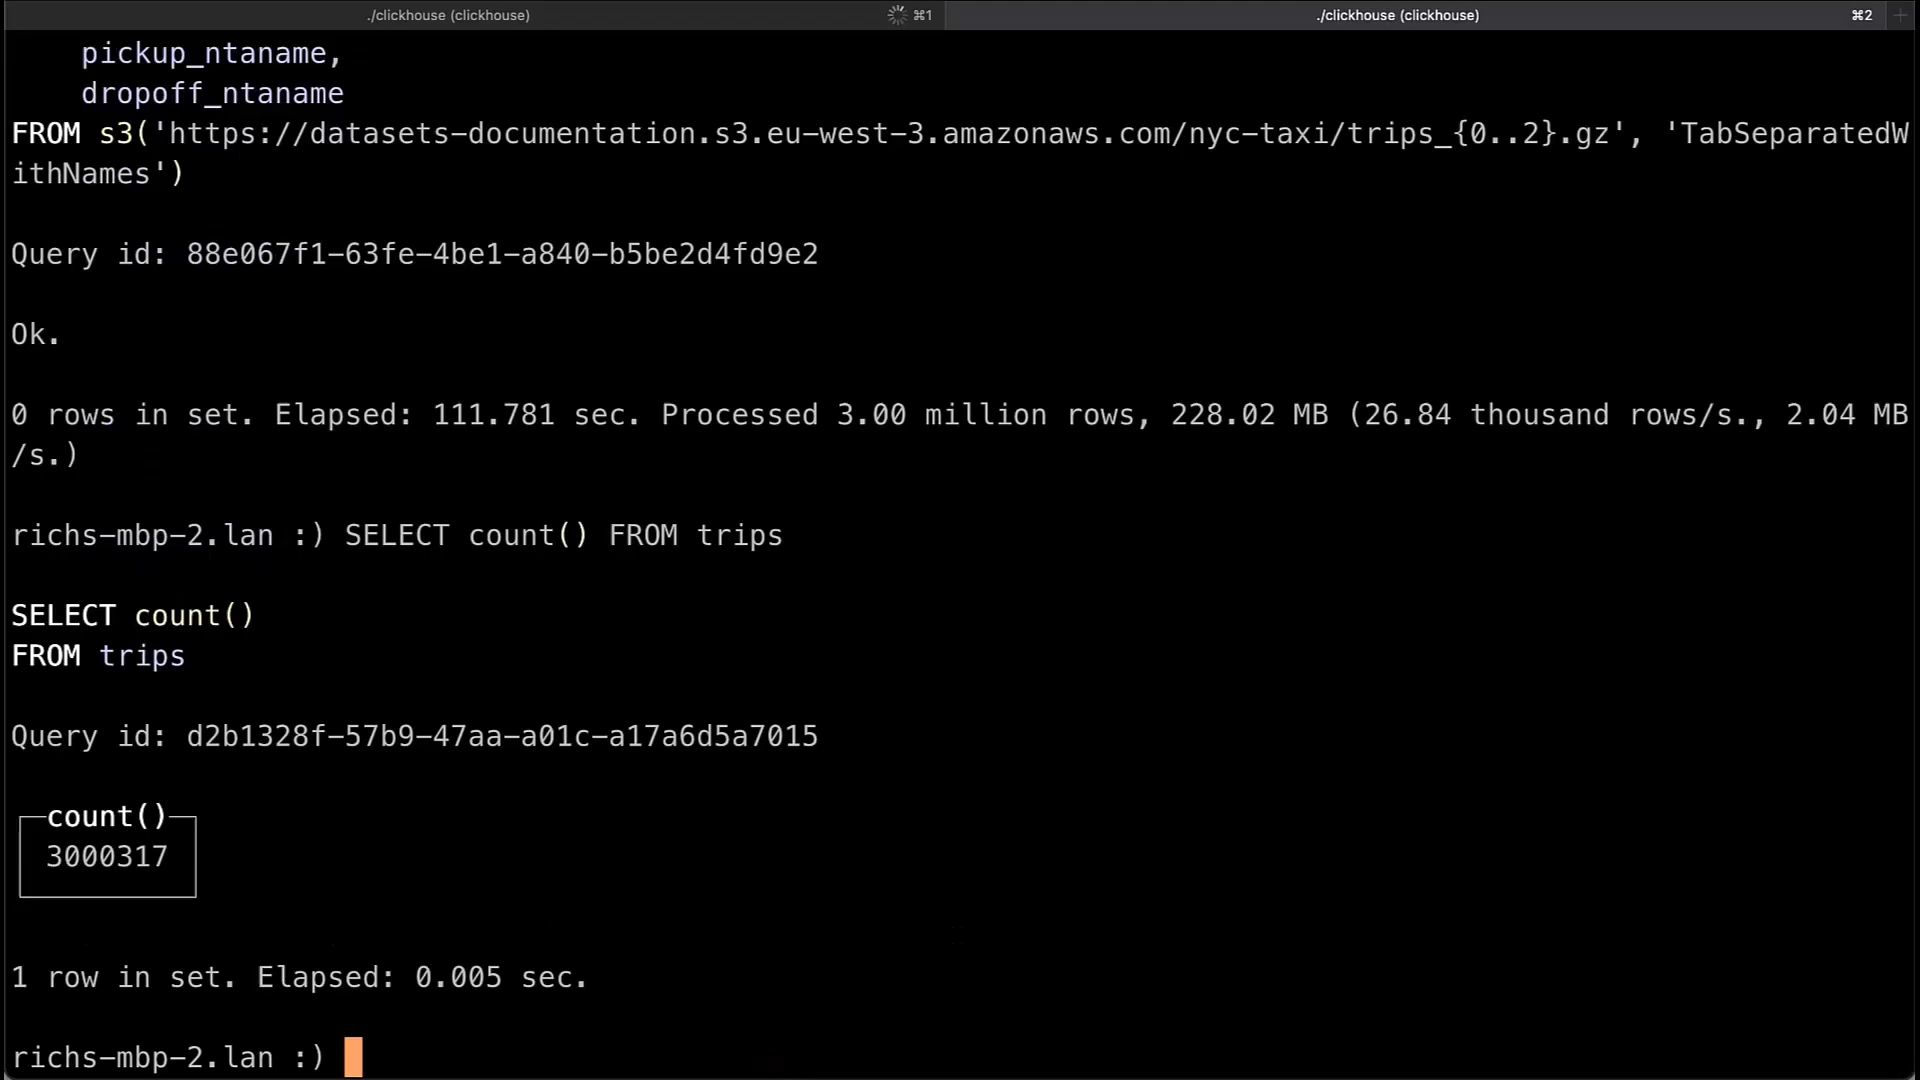 ./clickhouse (clickhouse) ⌘1 ./clickhouse (clickhouse) ⌘2 +
pickup_ntaname,
dropoff_ntaname
FROM s3('https://datasets-documentation.s3.eu-west-3.amazonaws.com/nyc-taxi/trips_{0..2}.gz', 'TabSeparatedW
ithNames')
Query id: 88e067f1-63fe-4be1-a840-b5be2d4fd9e2
Ok.
0 rows in set. Elapsed: 111.781 sec. Processed 3.00 million rows, 228.02 MB (26.84 thousand rows/s., 2.04 MB
/s.)
richs-mbp-2.lan :) SELECT count() FROM trips
SELECT count()
FROM trips
Query id: d2b1328f-57b9-47aa-a01c-a17a6d5a7015
count()
3000317
1 row in set. Elapsed: 0.005 sec.
richs-mbp-2.lan :)